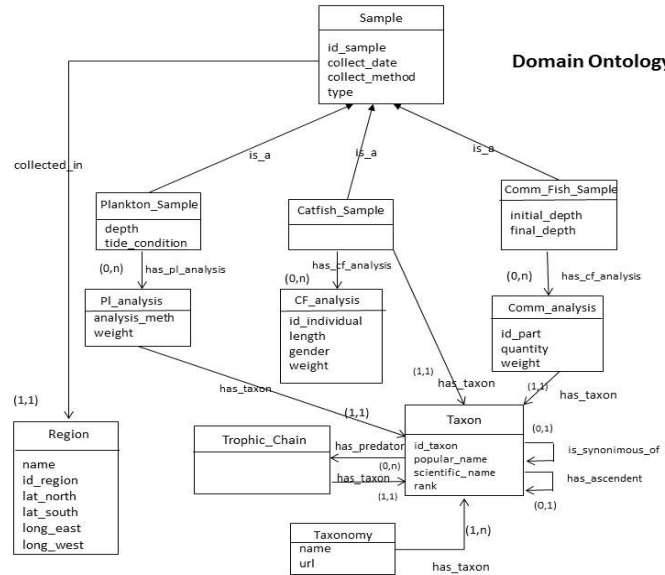 Sample
id_sample
collect_date
collect_method
type
Domain Ontology
collected_in
is_a
is_a
is_a
Plankton_Sample
depth
tide_condition
Catfish_Sample
Comm_Fish_Sample
initial_depth
final_depth
(0,n)
has_pl_analysis
(0,n)
has_cf_analysis
(0,n)
has_cf_analysis
Pl_analysis
analysis_meth
weight
CF_analysis
id_individual
length
gender
weight
Comm_analysis
id_part
quantity
weight
has_taxon
(1,1)
has_taxon
(1,1)
has_taxon
(1,1)
(1,1)
Region
name
id_region
lat_north
lat_south
long_east
long_west
Trophic_Chain
has_predator
(0,n)
has_taxon
(1,1)
Taxon
id_taxon
popular_name
scientific_name
rank
(0,1)
is_synonimous_of
has_ascendent
(0,1)
Taxonomy
name
url
(1,n)
has_taxon